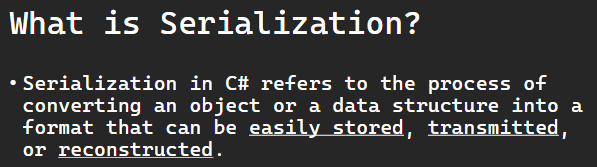 What is Serialization?
• Serialization in C# refers to the process of
converting an object or a data structure into a
format that can be easily stored, transmitted,
or reconstructed.